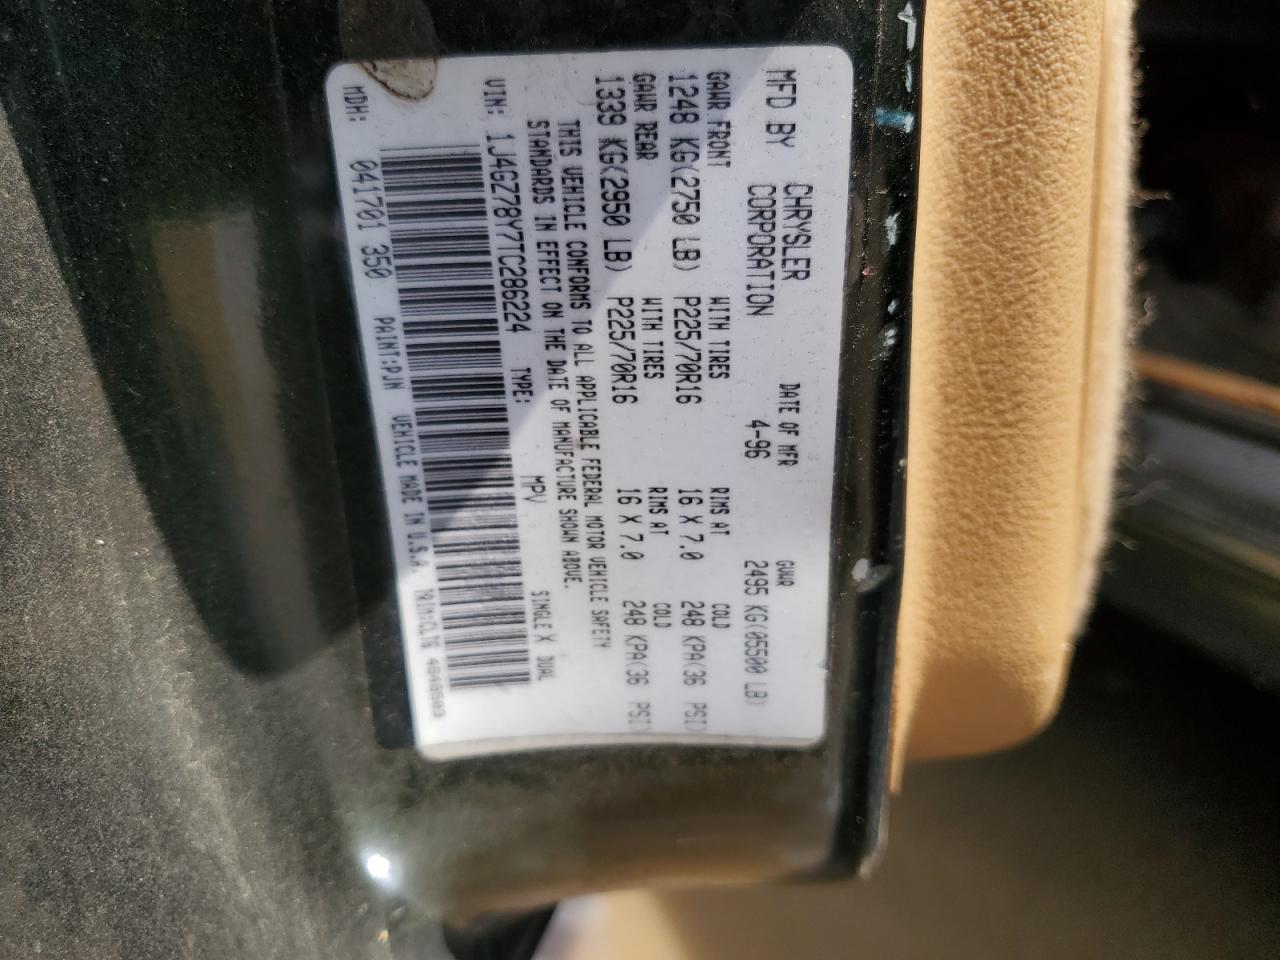 MFD BY CHRYSLER CORPORATION DATE OF MFR 4-96 GVWR 2495 KG(05500 LB)
GAWR FRONT WITH TIRES RIMS AT COLD
1248 KG(2750 LB) P225/70R16 16 X 7.0 248 KPA(36 PSI)
GAWR REAR WITH TIRES RIMS AT COLD
1339 KG(2950 LB) P225/70R16 16 X 7.0 248 KPA(36 PSI)
THIS VEHICLE CONFORMS TO ALL APPLICABLE FEDERAL MOTOR VEHICLE SAFETY
STANDARDS IN EFFECT ON THE DATE OF MANUFACTURE SHOWN ABOVE.
VIN: 1J4GZ78Y7TC286224 TYPE: MPV SINGLE X DUAL
MDH: 041701 350 PAINT:PJN VEHICLE MADE IN U.S.A